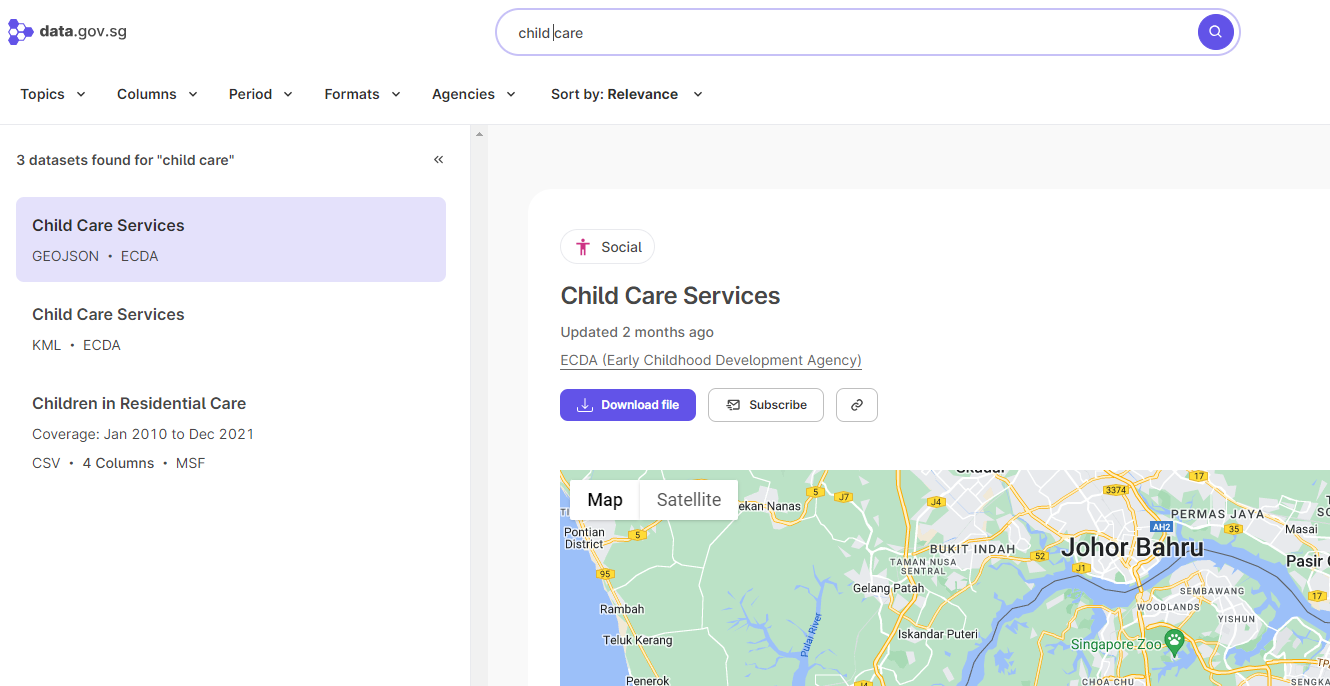 data.gov.sg
child care
Topics
Columns
Period
Formats
Agencies
Sort by: Relevance
3 datasets found for "child care"
«
Child Care Services
GEOJSON • ECDA
Child Care Services
KML • ECDA
Children in Residential Care
Coverage: Jan 2010 to Dec 2021
CSV • 4 Columns • MSF
Social
Child Care Services
Updated 2 months ago
ECDA (Early Childhood Development Agency)
Download file
Subscribe
Map
Satellite
ekan Nanas
Pontian
District
5
5
J7
J4
3374
17
PERMAS JAYA
AH2
35
Masai
Johor Bahru
BUKIT INDAH
52
J1
Pasir
TAMAN NUSA
SENTRAL
95
Gelang Patah
SEMBAWANG
17
Rambah
WOODLANDS
YISHUN
Pulai River
Teluk Kerang
Iskandar Puteri
Singapore Zoo
Penerok
J4
CHOA CHU
SENGKA